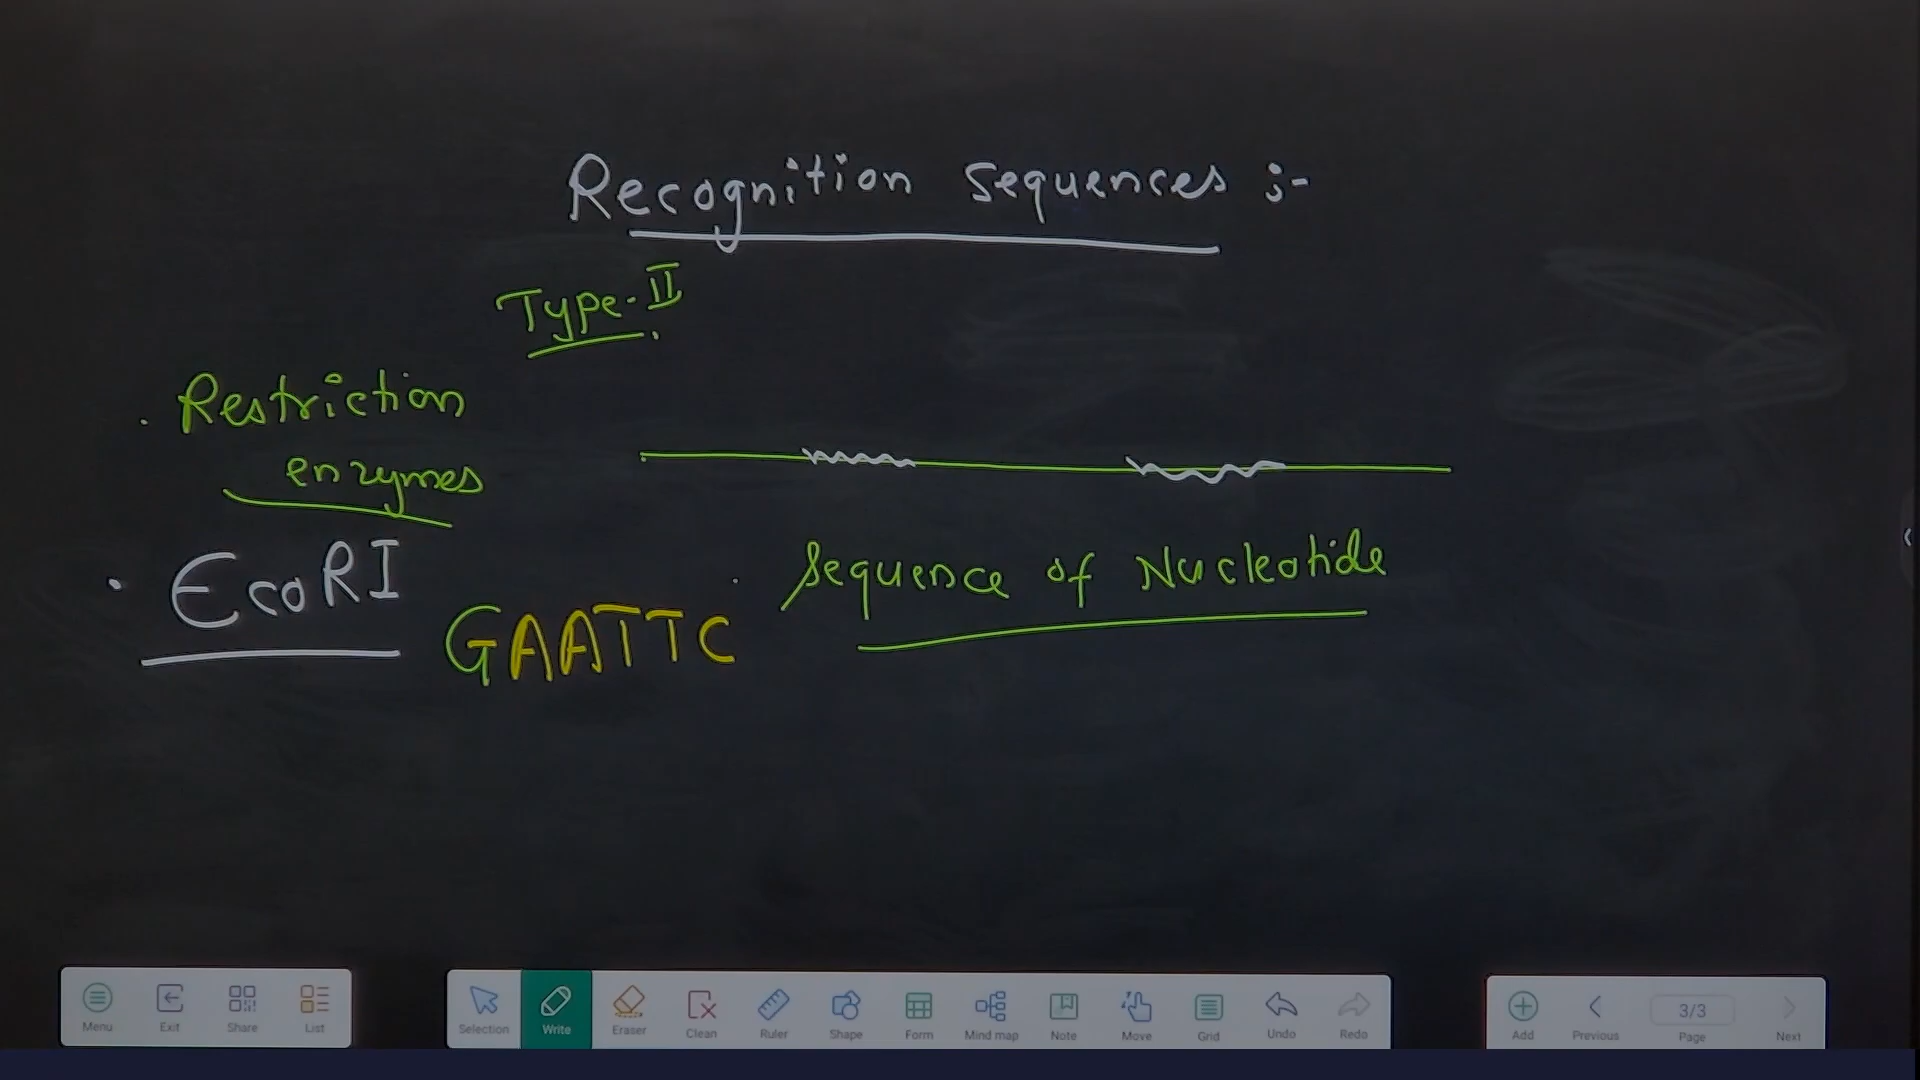 Recognition Sequences :-
Type-II
. Restriction
enzymes
. EcoRI
GAATTC
Sequence of Nucleotide
Menu Exit Share List
Selection Write Eraser Clean Ruler Shape Form Mind map Note Move Grid Undo Redo
Add Previous 3/3 Page Next